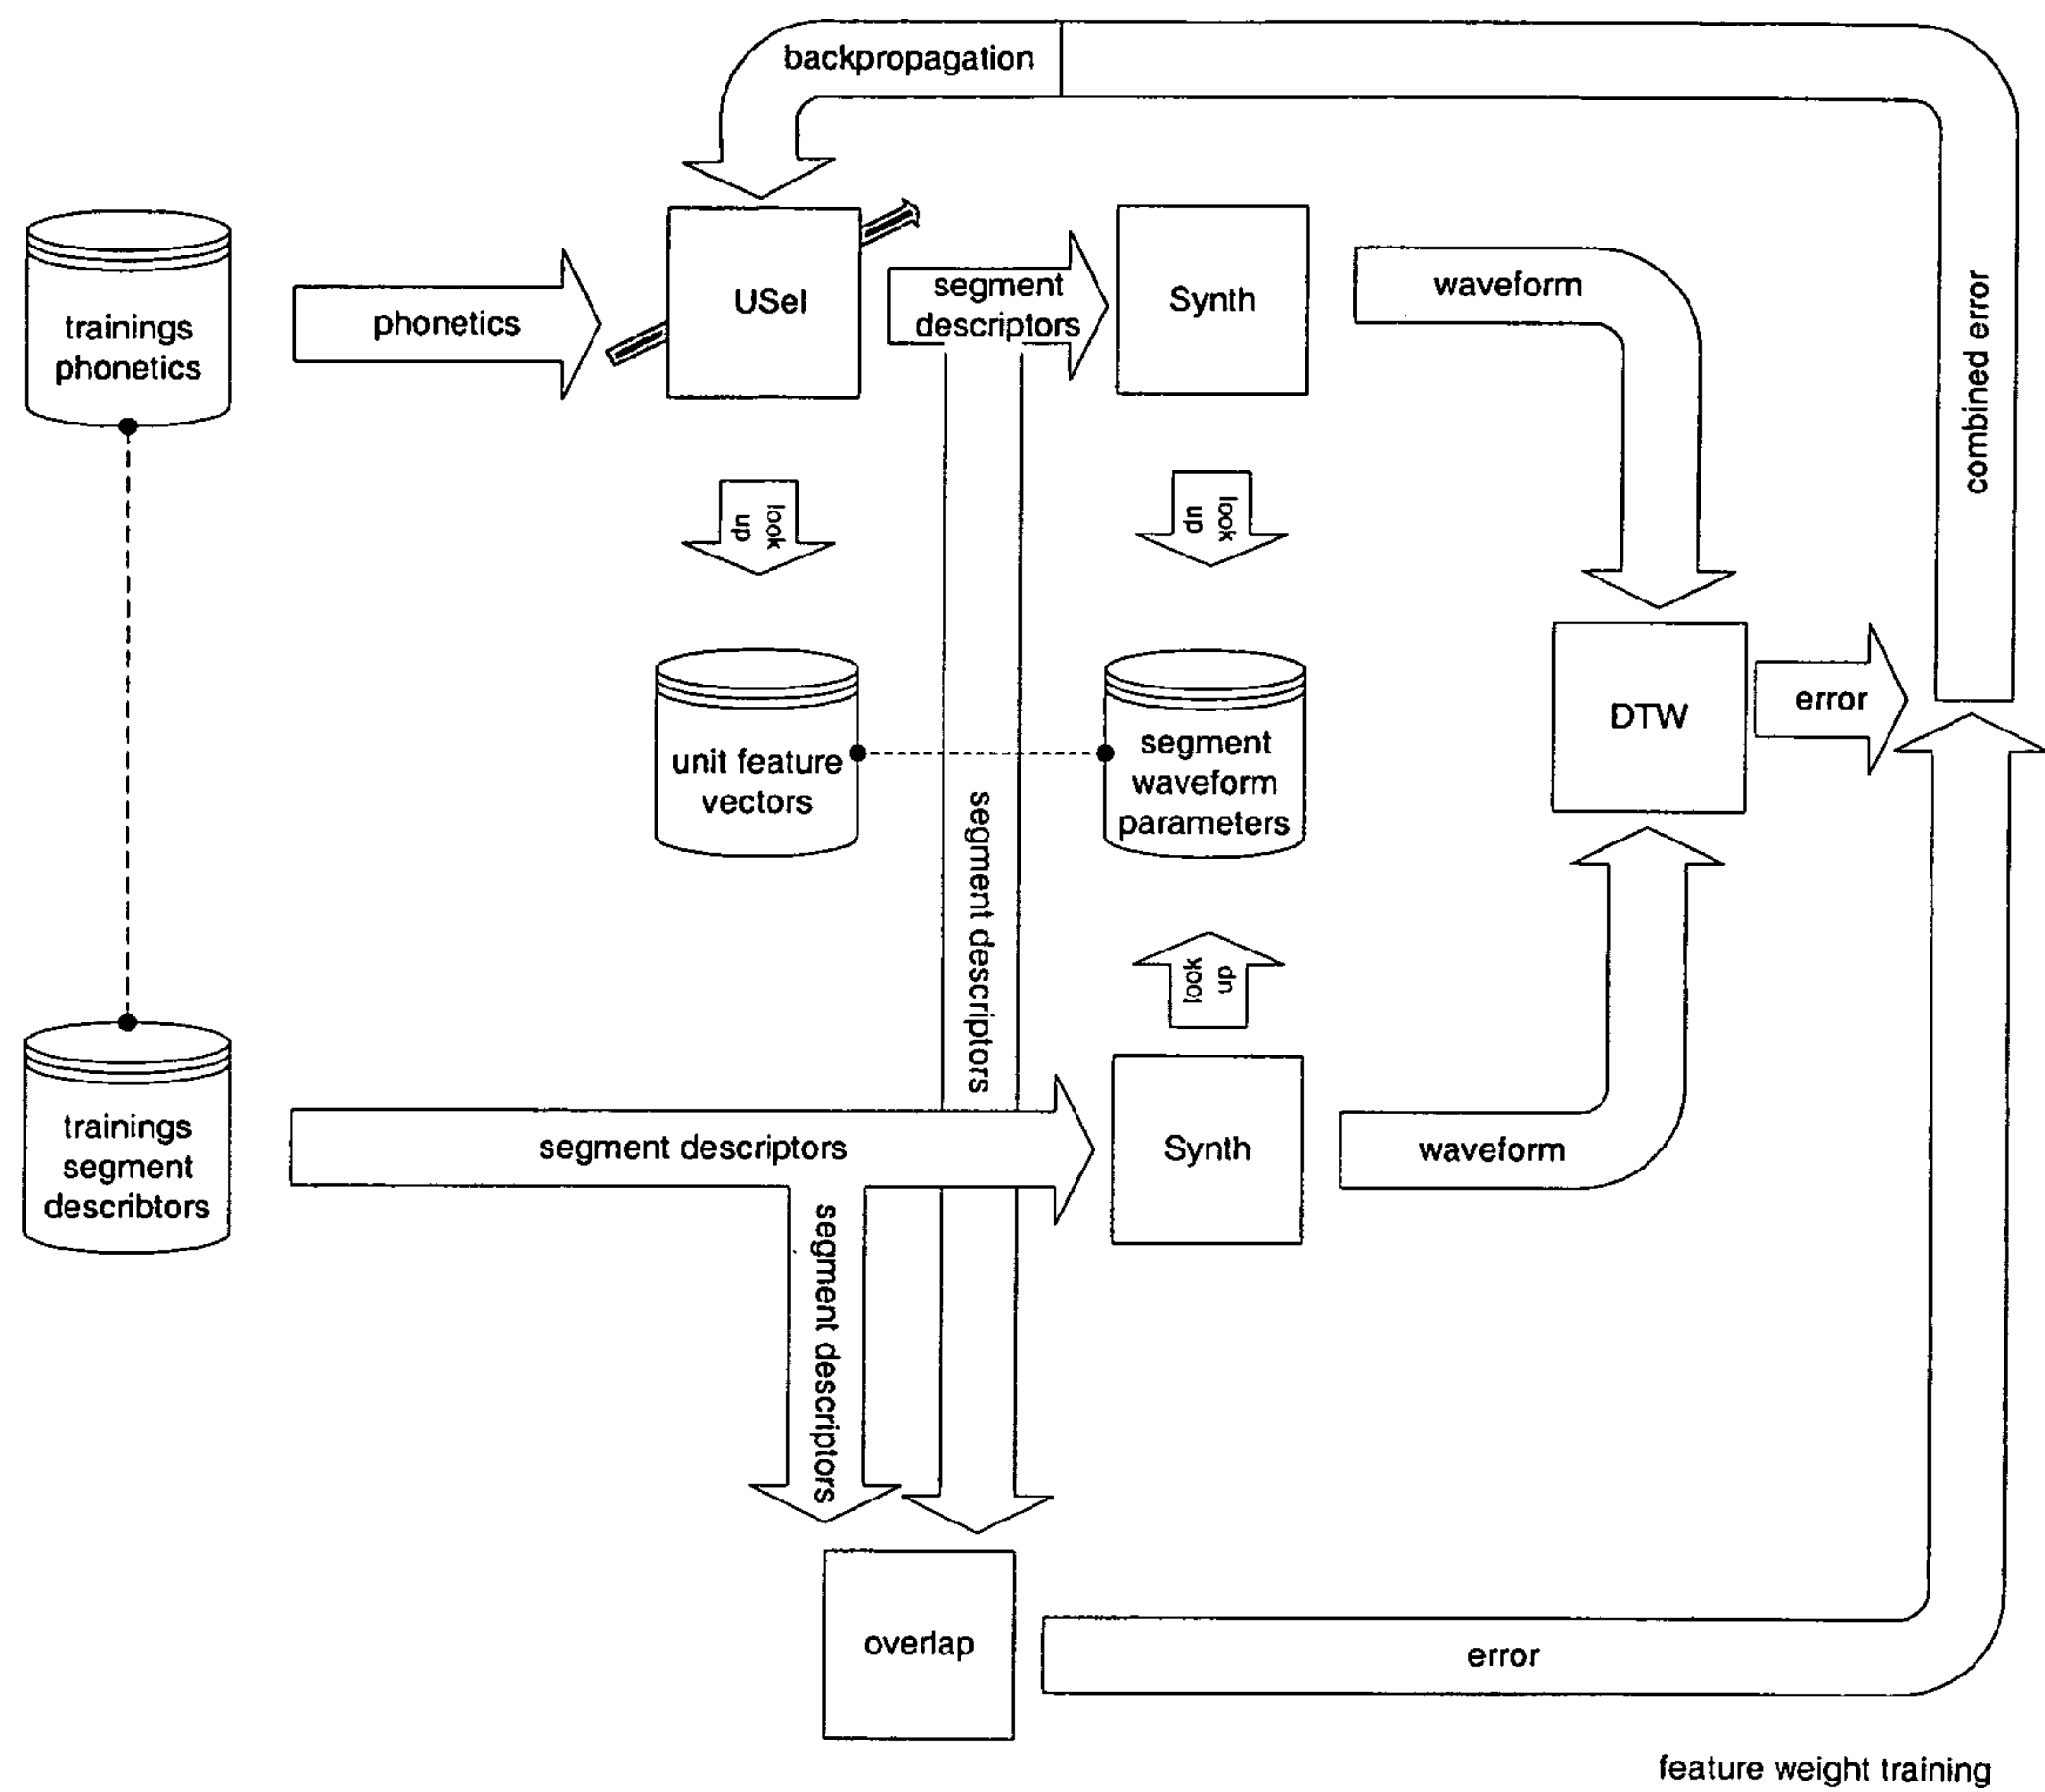 backpropagation
combined error
trainings
phonetics
phonetics
USel
segment
descriptors
Synth
waveform
look
up
look
up
unit feature
vectors
segment
waveform
parameters
DTW
error
segment descriptors
look
up
trainings
segment
describtors
segment descriptors
Synth
waveform
segment descriptors
overlap
error
feature weight training